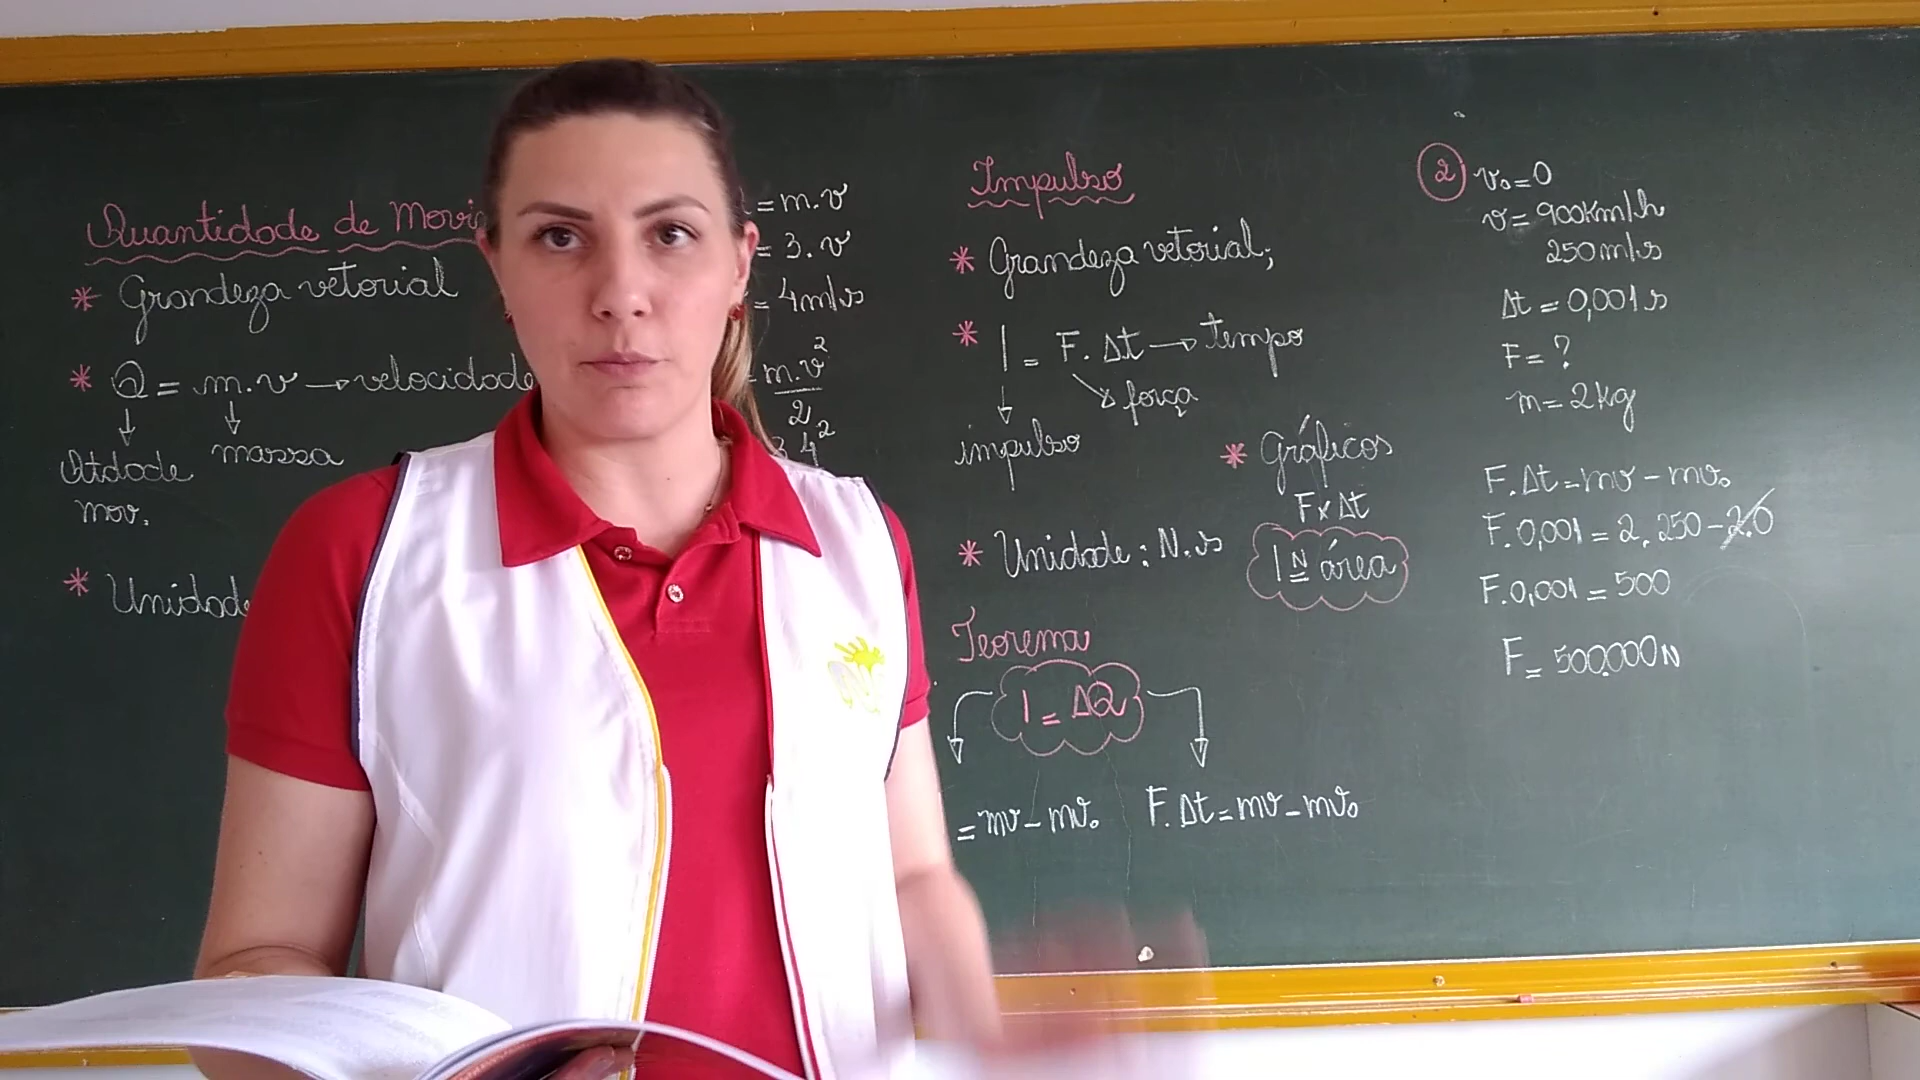 Quantidade de Movi
* Grandeza vetorial
* Q = m.v → velocidade
↓ ↓
Qtdade massa
mov.
* Unidade
= m.v
= 3.v
= 4m/s
= m.v²
2
3 4²
Impulso
* Grandeza vetorial;
* I = F. Δt → tempo
↓ ↘ força
impulso
* Unidade: N.s
* Gráficos
F x Δt
I N= área
Teorema
I = ΔQ
= mv - mv₀ F. Δt = mv - mv₀
② v₀ = 0
v = 900km/h
250m/s
Δt = 0,001 s
F = ?
m = 2kg
F. Δt = mv - mv₀
F. 0,001 = 2. 250 - 2.0
F. 0,001 = 500
F = 500.000N